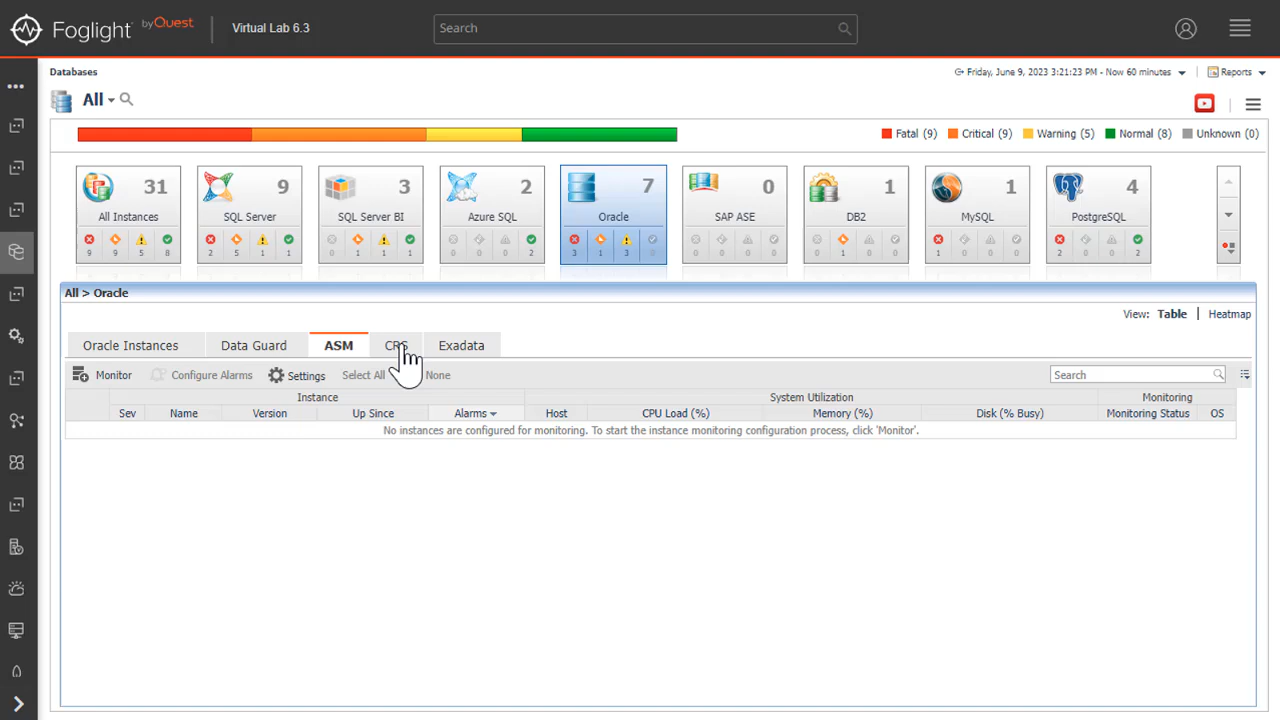 Foglight by Quest Virtual Lab 6.3 Search
Databases Friday, June 9, 2023 3:21:23 PM - Now 60 minutes Reports
All
Fatal (9) Critical (9) Warning (5) Normal (8) Unknown (0)
31 9 3 2 7 0 1 1 4
All Instances SQL Server SQL Server BI Azure SQL Oracle SAP ASE DB2 MySQL PostgreSQL
9 9 5 8 2 5 1 1 0 1 1 1 0 0 0 2 3 1 3 0 0 0 0 0 0 1 0 0 1 0 0 0 2 0 0 2
All > Oracle
View: Table | Heatmap
Oracle Instances Data Guard ASM Exadata
Monitor Configure Alarms Settings Select All None Search
Instance System Utilization Monitoring
Sev Name Version Up Since Alarms Host CPU Load (%) Memory (%) Disk (% Busy) Monitoring Status OS
No instances are configured for monitoring. To start the instance monitoring configuration process, click 'Monitor'.